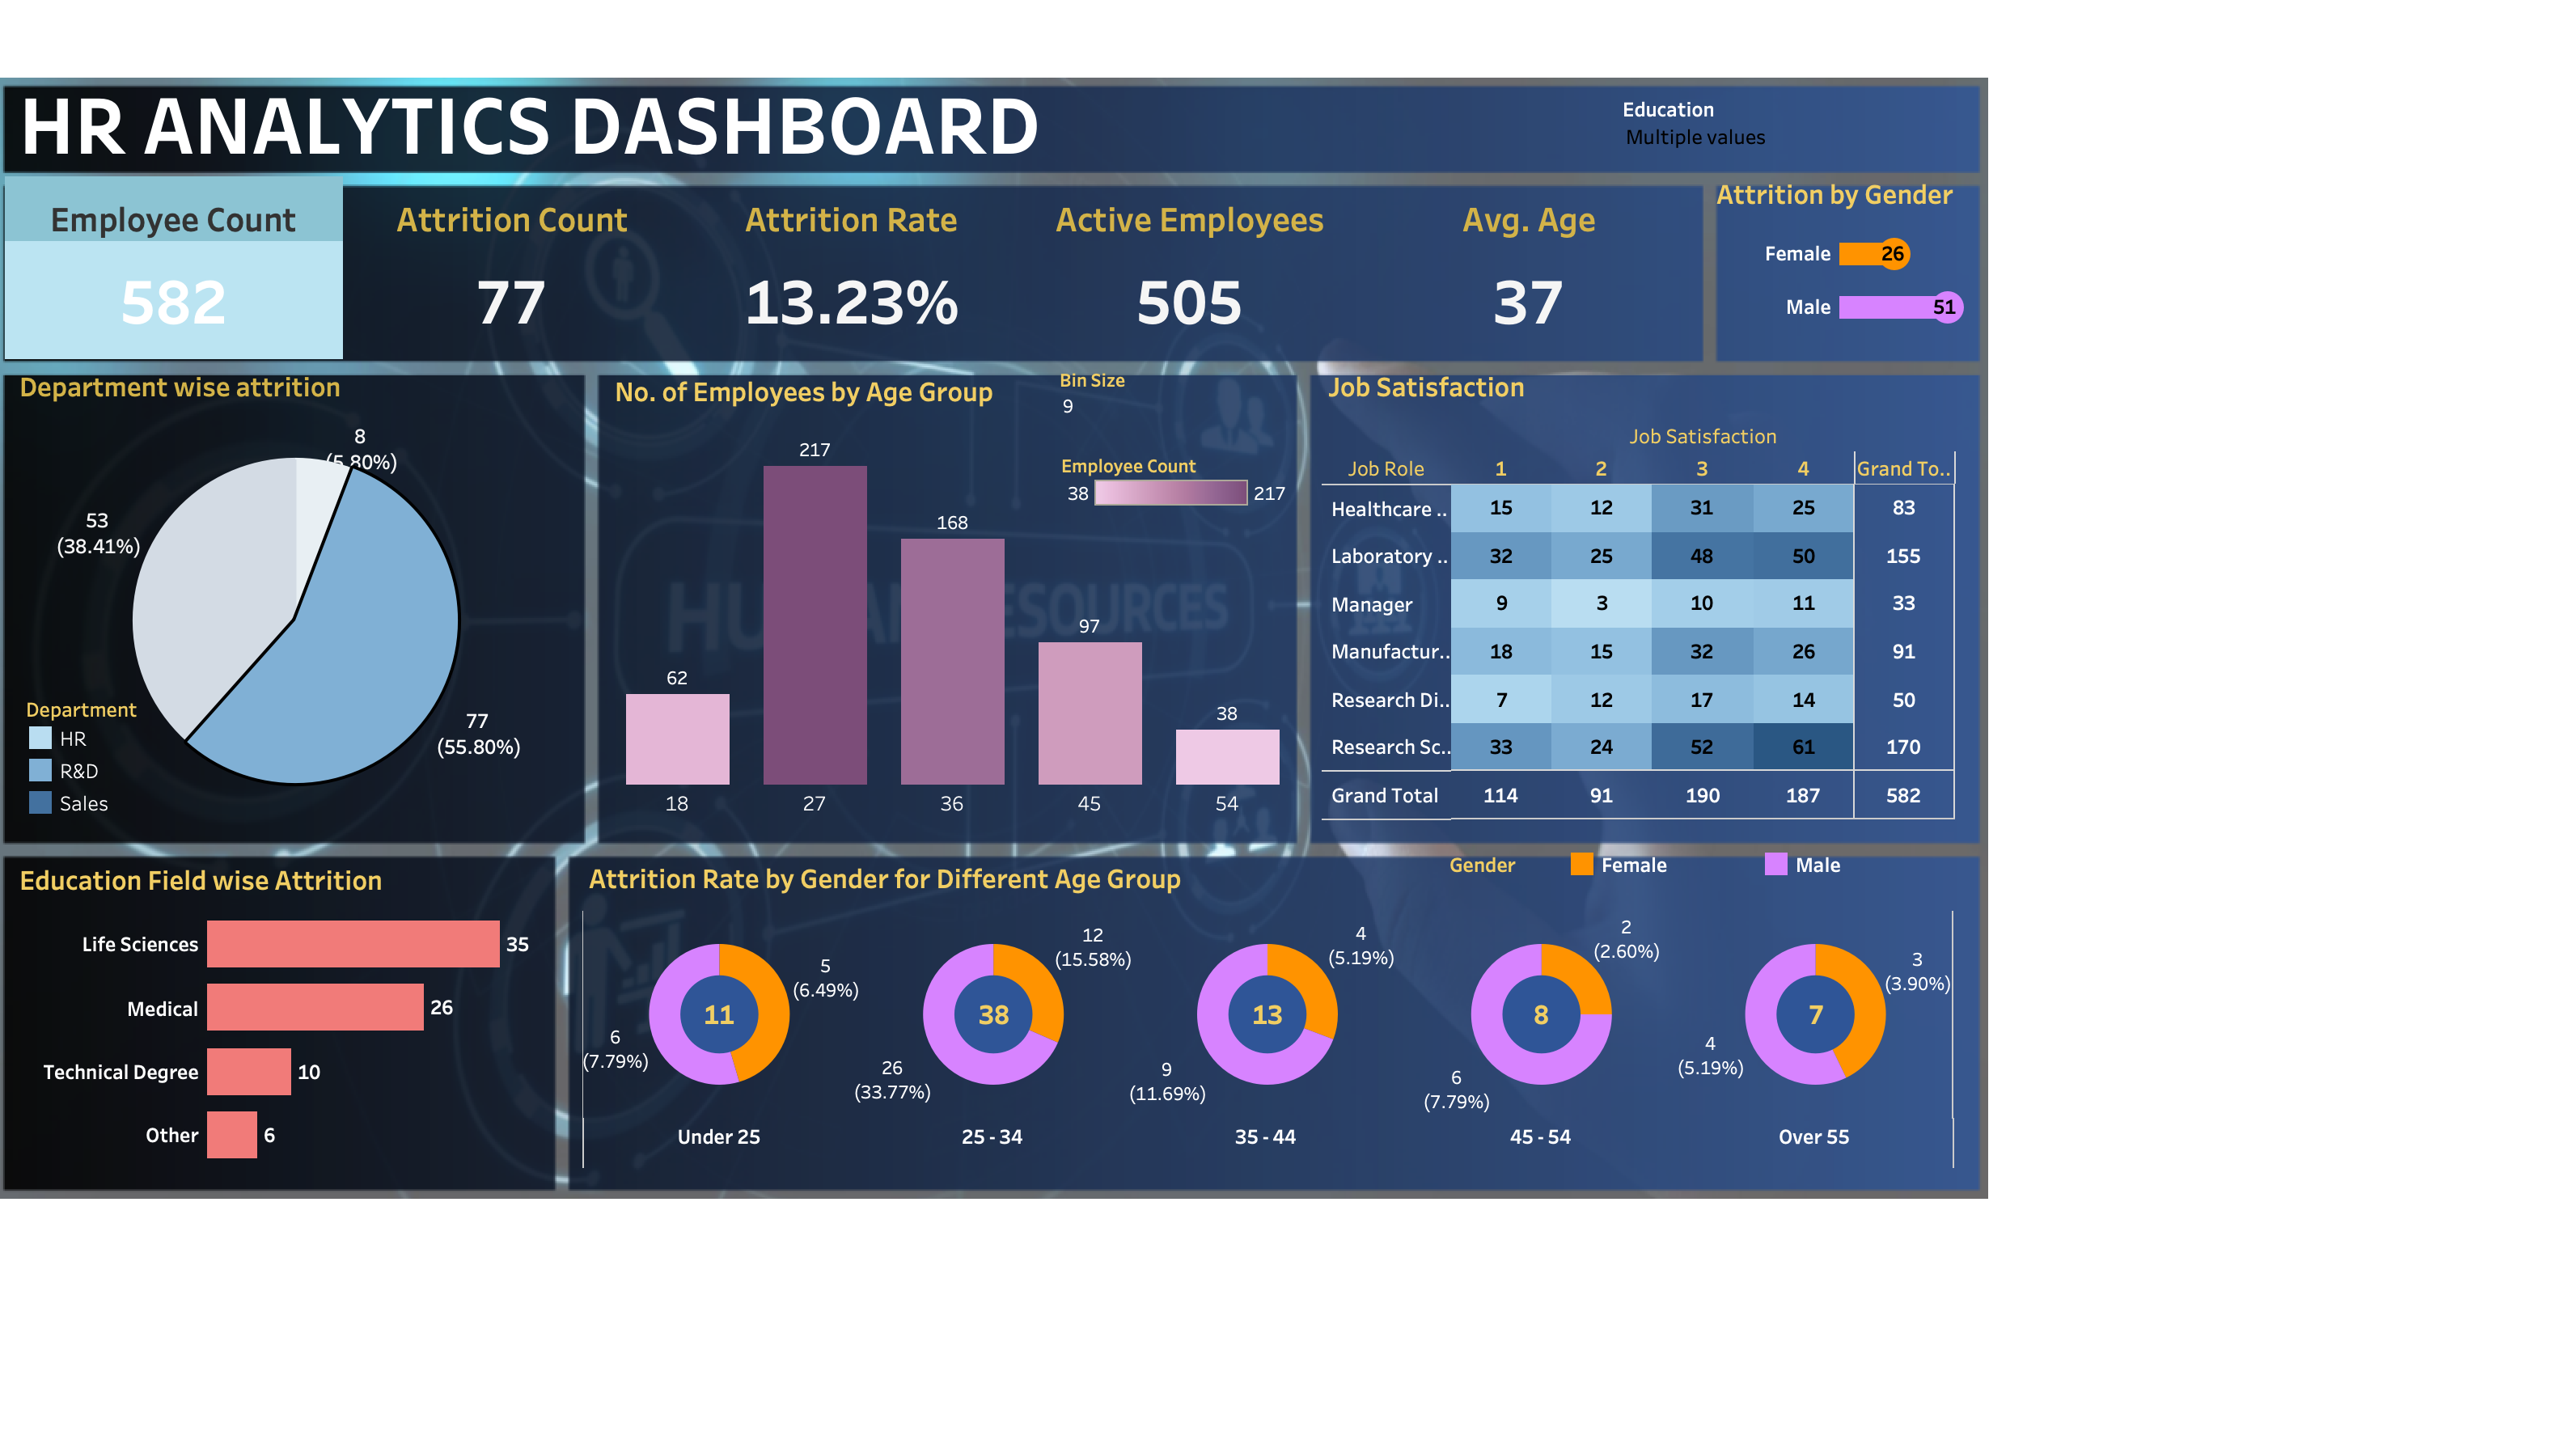 HR ANALYTICS DASHBOARD
Education
Multiple values
Employee Count
582
Attrition Count
77
Attrition Rate
13.23%
Active Employees
505
Avg. Age
37
Attrition by Gender
Female 26
Male 51
Department wise attrition
8
(5.80%)
53
(38.41%)
77
(55.80%)
Department
HR
R&D
Sales
No. of Employees by Age Group
Bin Size
9
Employee Count
38 217
217
168
97
62
38
18 27 36 45 54
Job Satisfaction
Job Satisfaction
Job Role 1 2 3 4 Grand To..
Healthcare .. 15 12 31 25 83
Laboratory .. 32 25 48 50 155
Manager 9 3 10 11 33
Manufactur.. 18 15 32 26 91
Research Di.. 7 12 17 14 50
Research Sc.. 33 24 52 61 170
Grand Total 114 91 190 187 582
Education Field wise Attrition
Life Sciences 35
Medical 26
Technical Degree 10
Other 6
Attrition Rate by Gender for Different Age Group
Gender Female Male
5
(6.49%)
11
6
(7.79%)
Under 25
12
(15.58%)
38
26
(33.77%)
25 - 34
4
(5.19%)
13
9
(11.69%)
35 - 44
2
(2.60%)
8
6
(7.79%)
45 - 54
3
(3.90%)
7
4
(5.19%)
Over 55